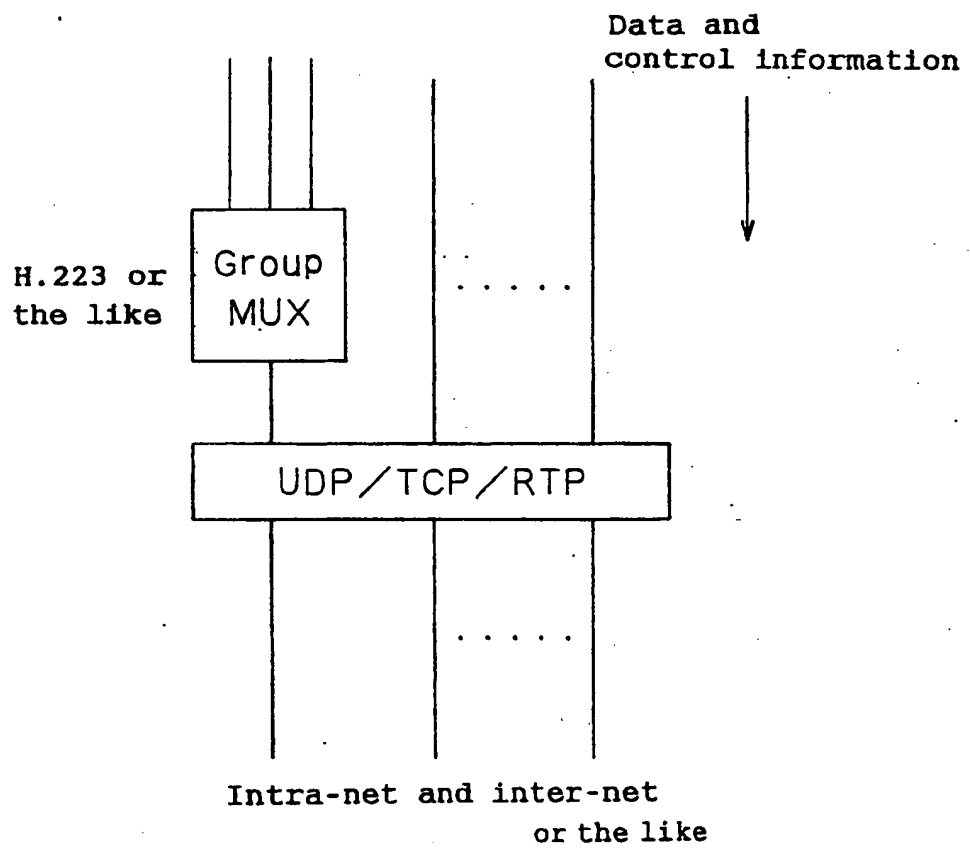 Data and
control information
H.223 or
the like
Group
MUX
.....
UDP/TCP/RTP
.....
Intra-net and inter-net
or the like